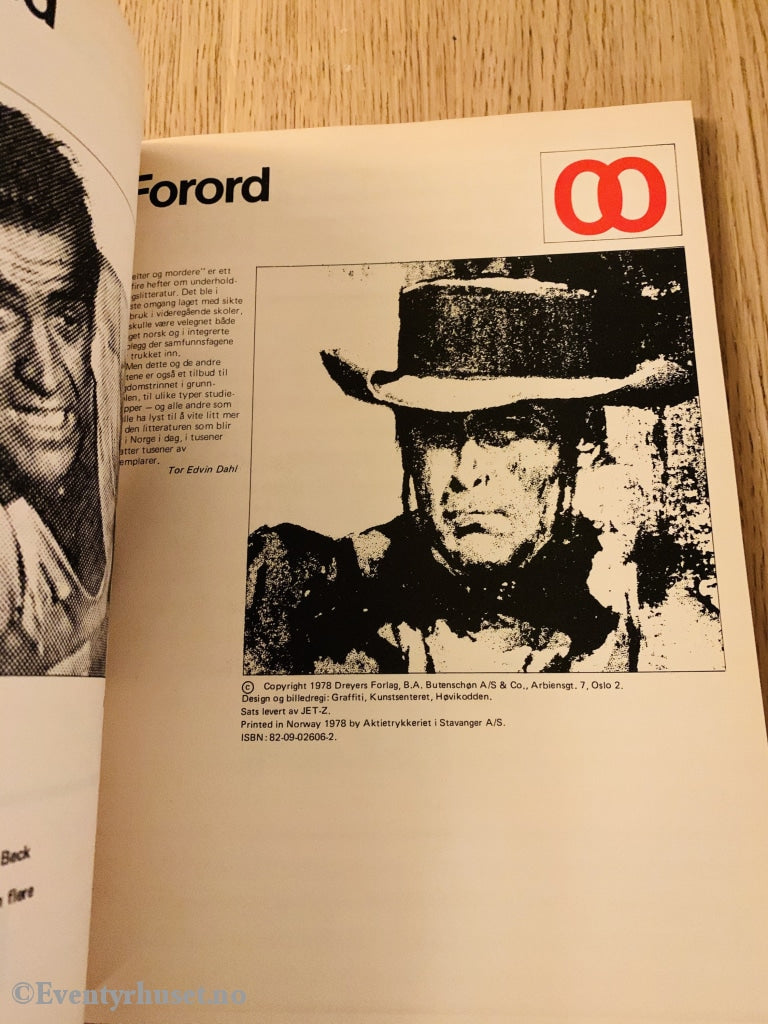 Forord
elter og mordere" er ett
fire hefter om underhold-
gslitteratur. Det ble i
ste omgang laget med sikte
bruk i videregående skoler,
skulle være velegnet både
get norsk og i integrerte
legg der samfunnsfagene
trukket inn.
Men dette og de andre
tene er også et tilbud til
gdomstrinnet i grunn-
len, til ulike typer studie-
pper – og alle andre som
lle ha lyst til å vite litt mer
den litteraturen som blir
i Norge i dag, i tusener
atter tusener av
emplarer.
Tor Edvin Dahl
© Copyright 1978 Dreyers Forlag, B.A. Butenschøn A/S & Co., Arbiensgt. 7, Oslo 2.
Design og billedregi: Graffiti, Kunstsenteret, Høvikodden.
Sats levert av JET-Z.
Printed in Norway 1978 by Aktietrykkeriet i Stavanger A/S.
ISBN: 82-09-02606-2.
Beck
flere
©Eventyrhuset.no